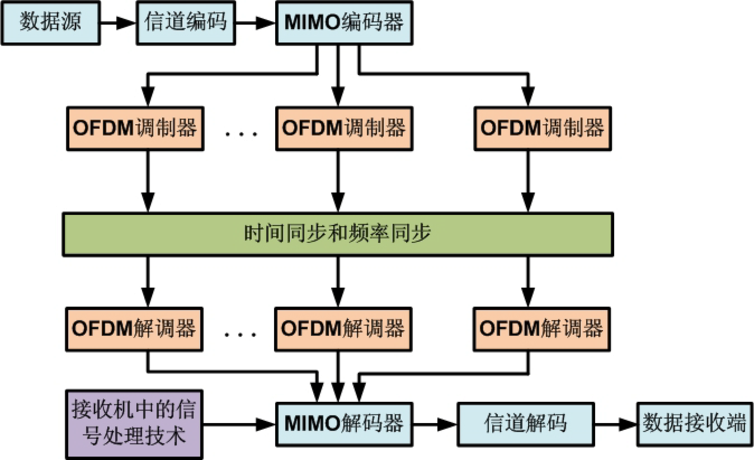 数据源
信道编码
MIMO编码器
OFDM调制器
...
OFDM调制器
OFDM调制器
时间同步和频率同步
OFDM解调器
...
OFDM解调器
OFDM解调器
接收机中的信
号处理技术
MIMO解码器
信道解码
数据接收端